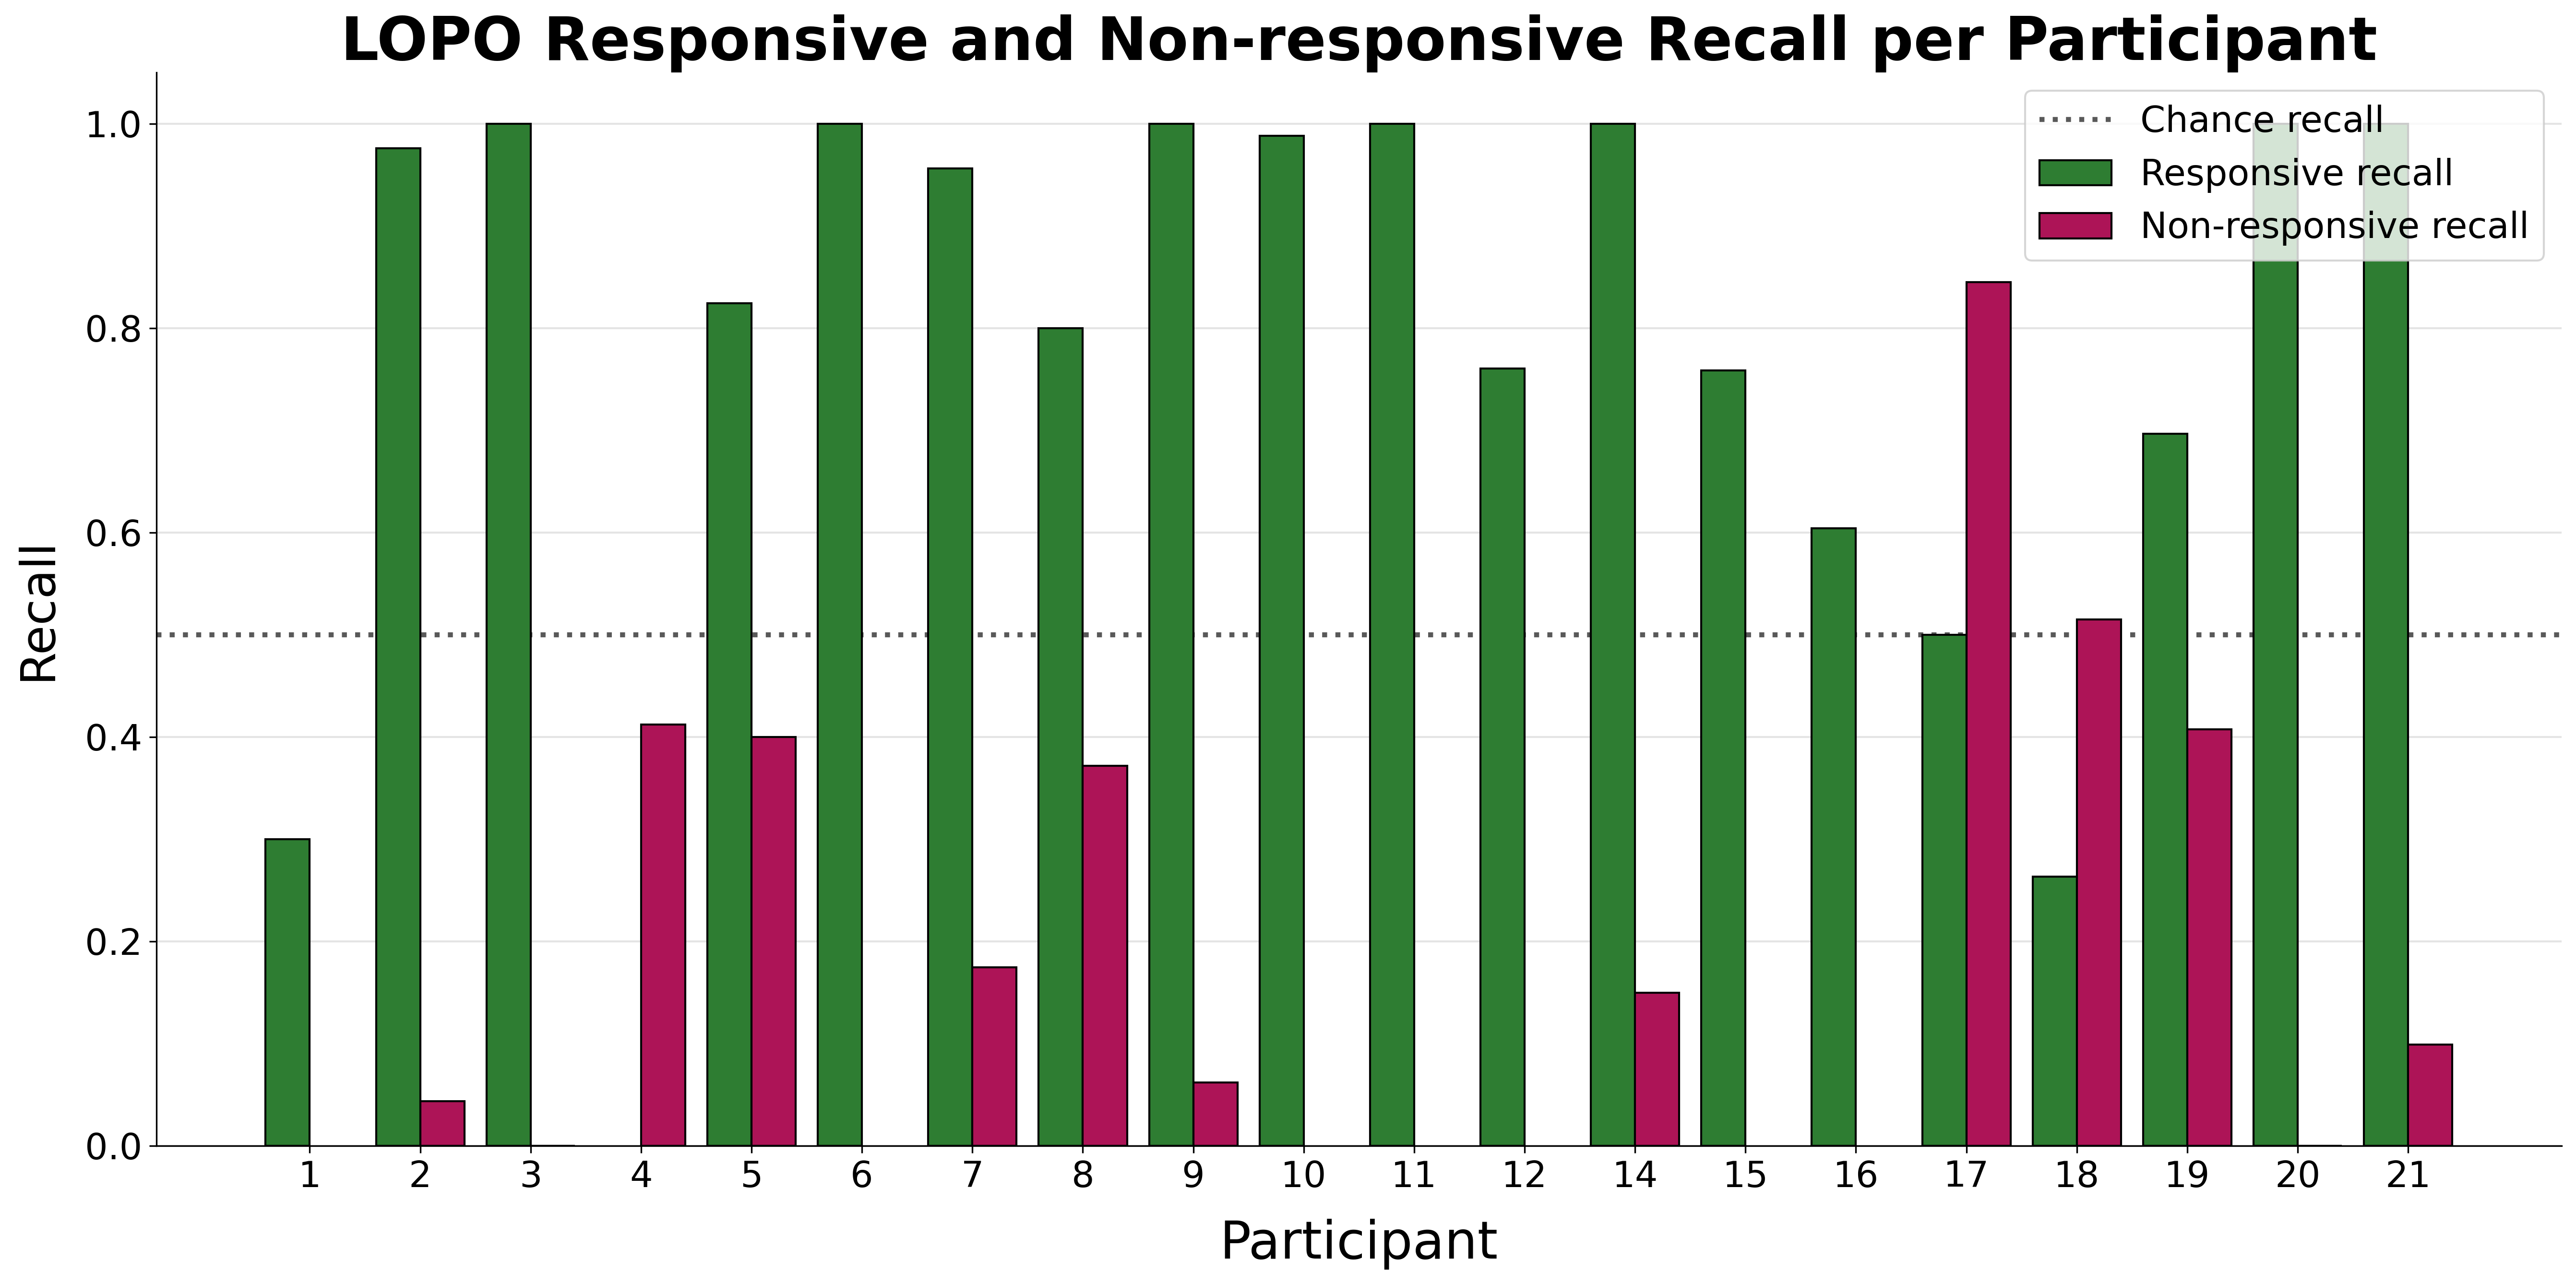 LOPO Responsive and Non-responsive Recall per Participant
Chance recall
Responsive recall
Non-responsive recall
1.0
0.8
0.6
0.4
0.2
0.0
Recall
1 2 3 4 5 6 7 8 9 10 11 12 14 15 16 17 18 19 20 21
Participant